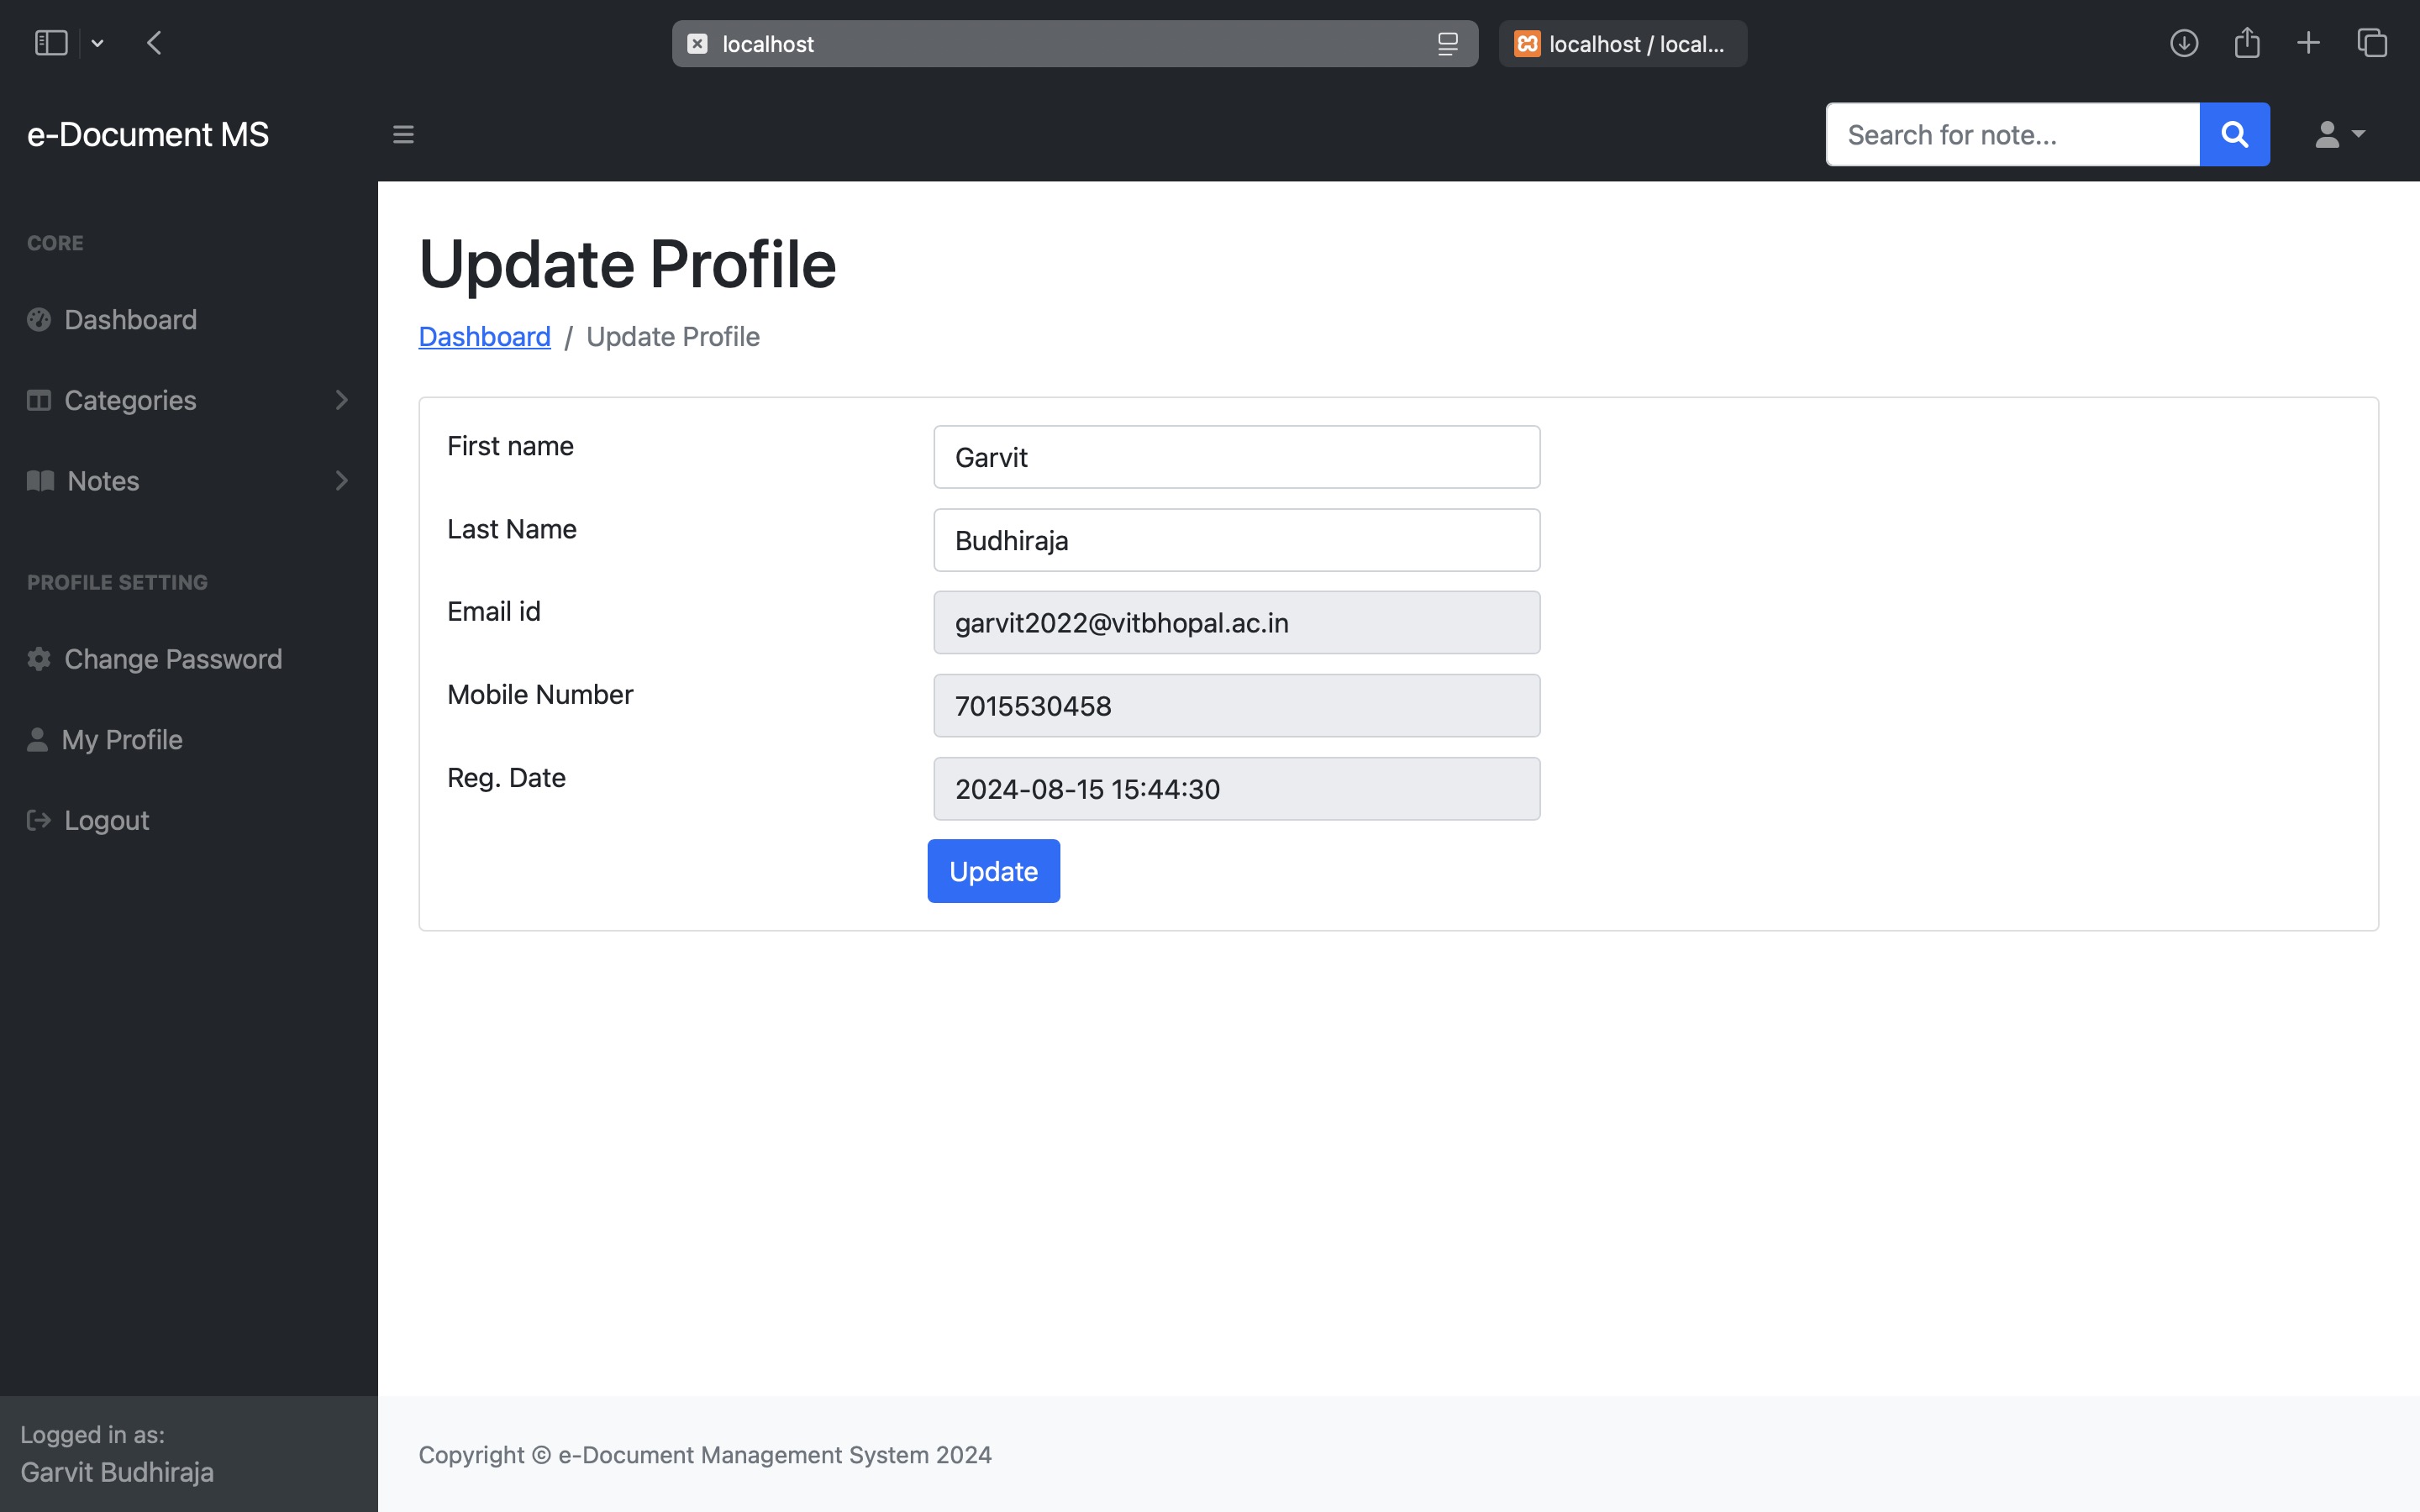 localhost
localhost / local...
e-Document MS
Search for note...
CORE
Dashboard
Categories
Notes
PROFILE SETTING
Change Password
My Profile
Logout
Logged in as:
Garvit Budhiraja
Update Profile
Dashboard / Update Profile
First name Garvit
Last Name Budhiraja
Email id garvit2022@vitbhopal.ac.in
Mobile Number 7015530458
Reg. Date 2024-08-15 15:44:30
Update
Copyright © e-Document Management System 2024